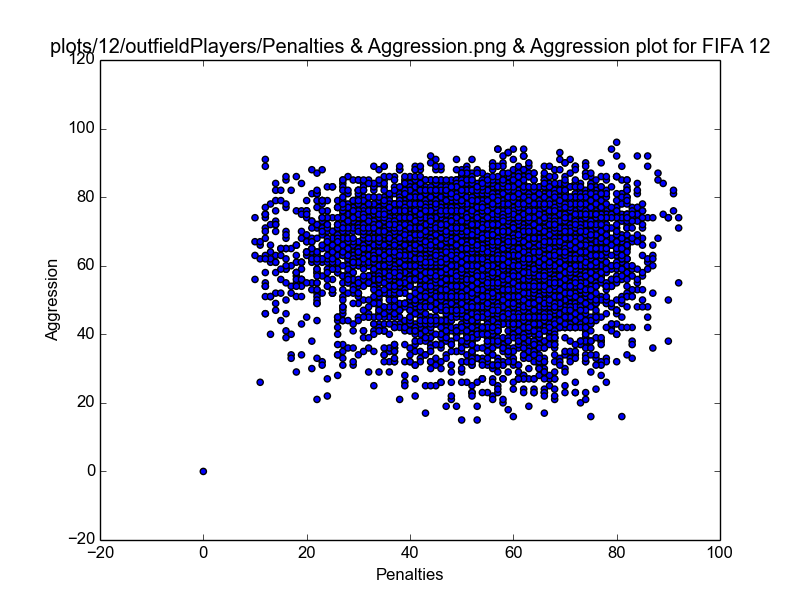 plots/12/outfieldPlayers/Penalties & Aggression.png & Aggression plot for FIFA 12
120
100
80
60
40
20
0
−20
Aggression
−20 0 20 40 60 80 100
Penalties